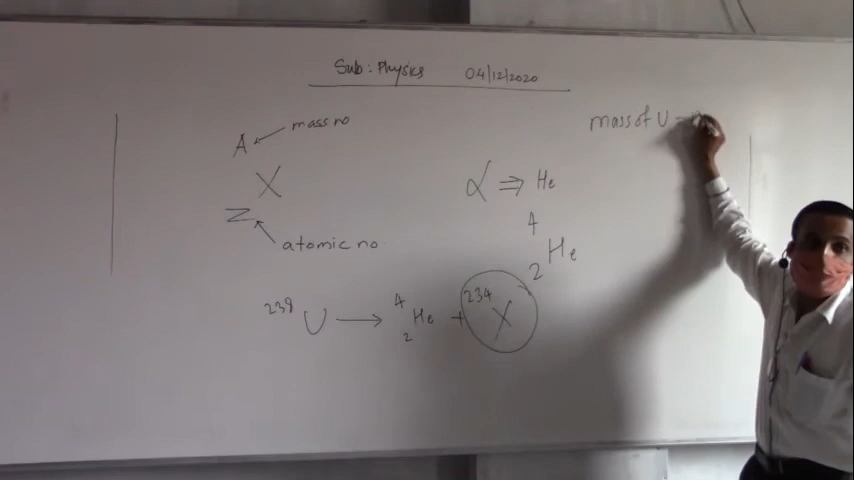 Sub: Physics 04/12/2020
mass of U =
A mass no
X
Z atomic no
α ⇒ He
4
He
2
238 U → 4 2 He + 234 X